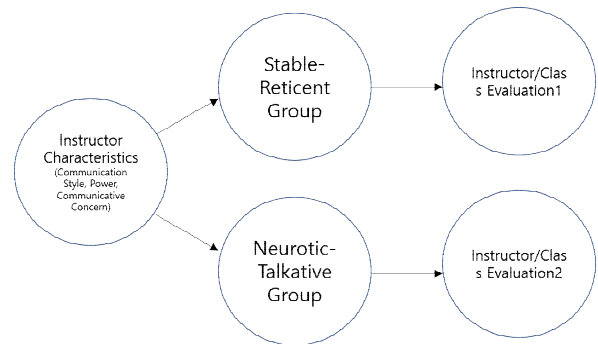 Stable-
Reticent
Group
Instructor/Clas
s Evaluation1
Instructor
Characteristics
(Communication
Style, Power,
Communicative
Concern)
Neurotic-
Talkative
Group
Instructor/Clas
s Evaluation2